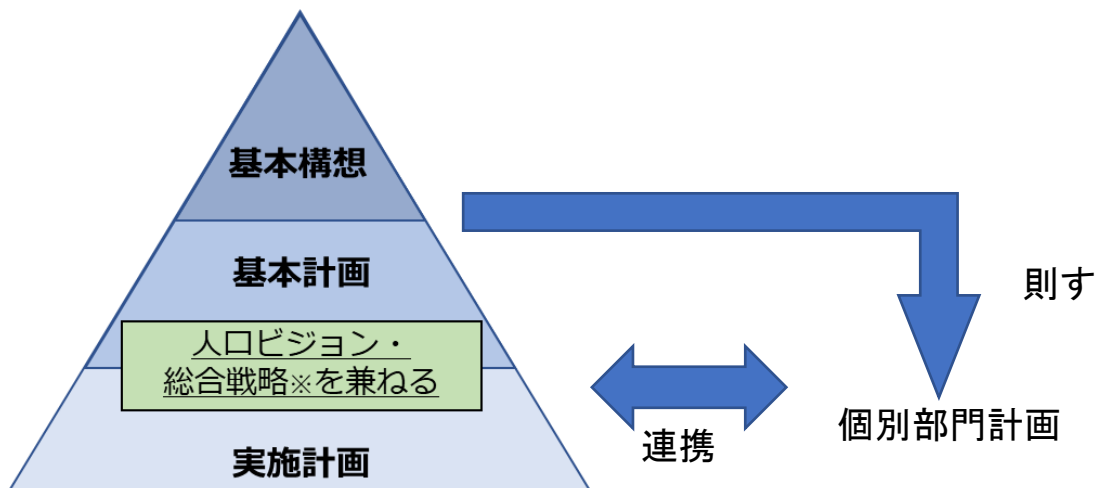 基本構想
基本計画
人口ビジョン・
総合戦略※を兼ねる
実施計画
則す
連携
個別部門計画